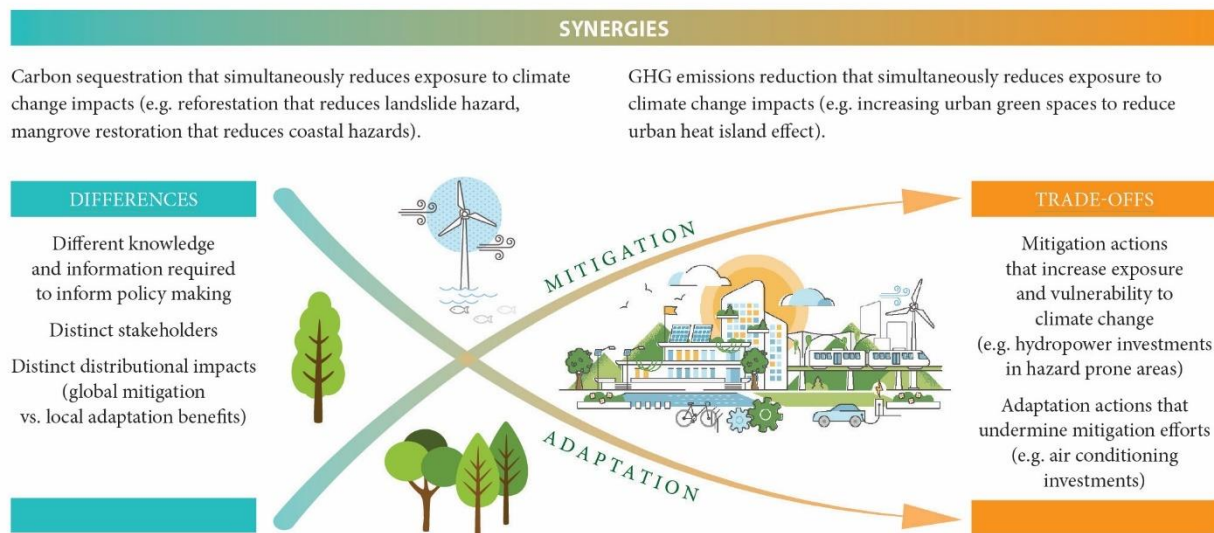 SYNERGIES
Carbon sequestration that simultaneously reduces exposure to climate
change impacts (e.g. reforestation that reduces landslide hazard,
mangrove restoration that reduces coastal hazards).
GHG emissions reduction that simultaneously reduces exposure to
climate change impacts (e.g. increasing urban green spaces to reduce
urban heat island effect).
DIFFERENCES
Different knowledge
and information required
to inform policy making
Distinct stakeholders
Distinct distributional impacts
(global mitigation
vs. local adaptation benefits)
MITIGATION
ADAPTATION
TRADE-OFFS
Mitigation actions
that increase exposure
and vulnerability to
climate change
(e.g. hydropower investments
in hazard prone areas)
Adaptation actions that
undermine mitigation efforts
(e.g. air conditioning
investments)